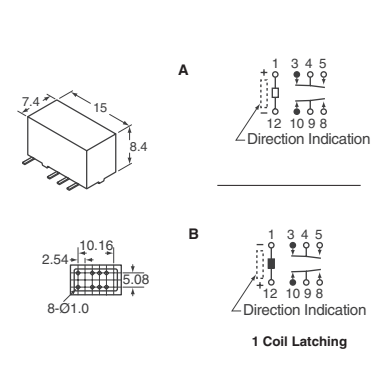 A
7.4
15
8.4
+ 1 3 4 5
− 12 10 9 8
Direction Indication
B
10.16
2.54
5.08
8-Ø1.0
− 1 3 4 5
+ 12 10 9 8
Direction Indication
1 Coil Latching